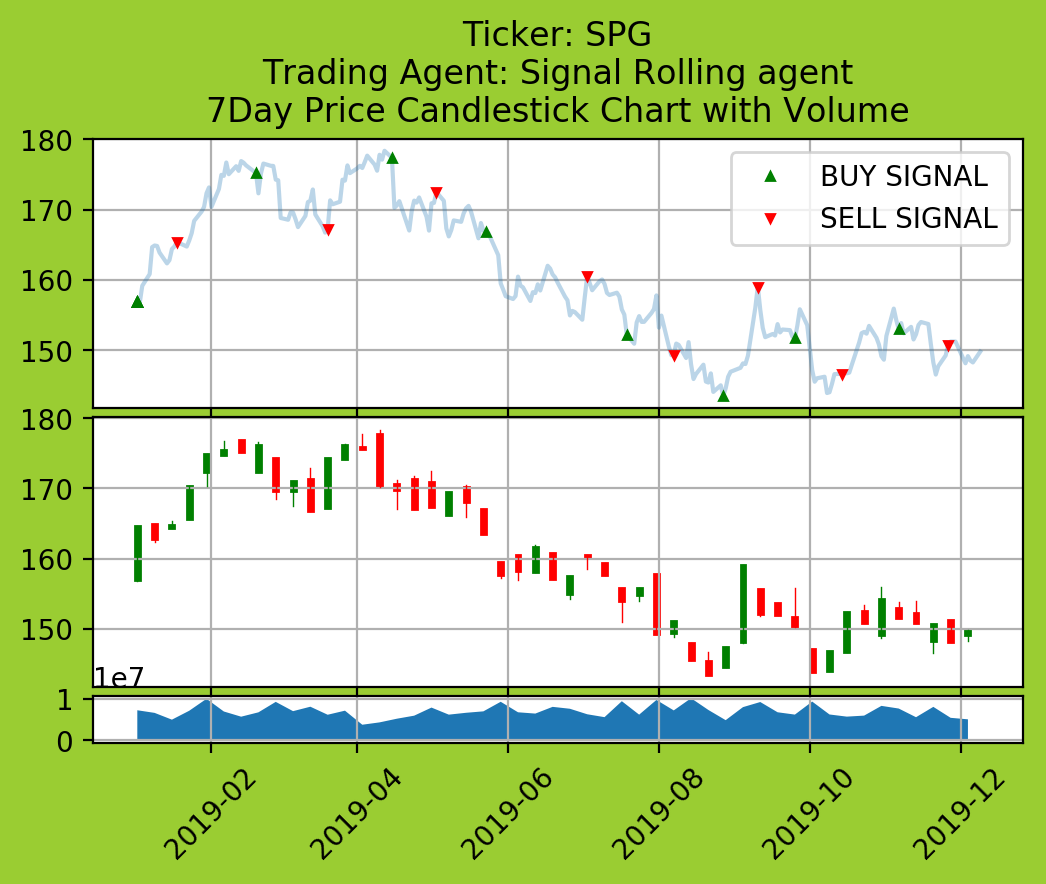 Ticker: SPG
Trading Agent: Signal Rolling agent
7Day Price Candlestick Chart with Volume
180
170
160
150
BUY SIGNAL
SELL SIGNAL
180
170
160
150
1e7
1
0
2019-02
2019-04
2019-06
2019-08
2019-10
2019-12